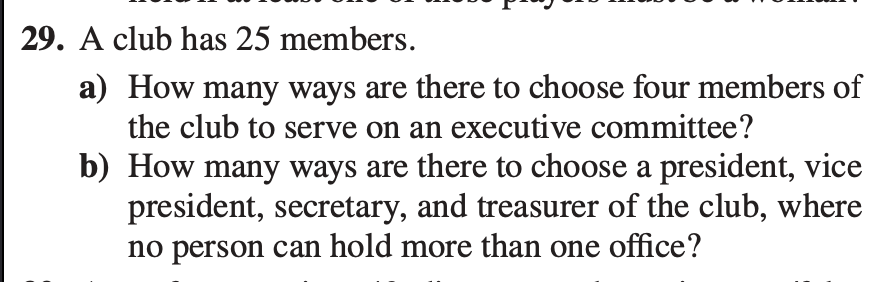 29. A club has 25 members.
a) How many ways are there to choose four members of
the club to serve on an executive committee?
b) How many ways are there to choose a president, vice
president, secretary, and treasurer of the club, where
no person can hold more than one office?